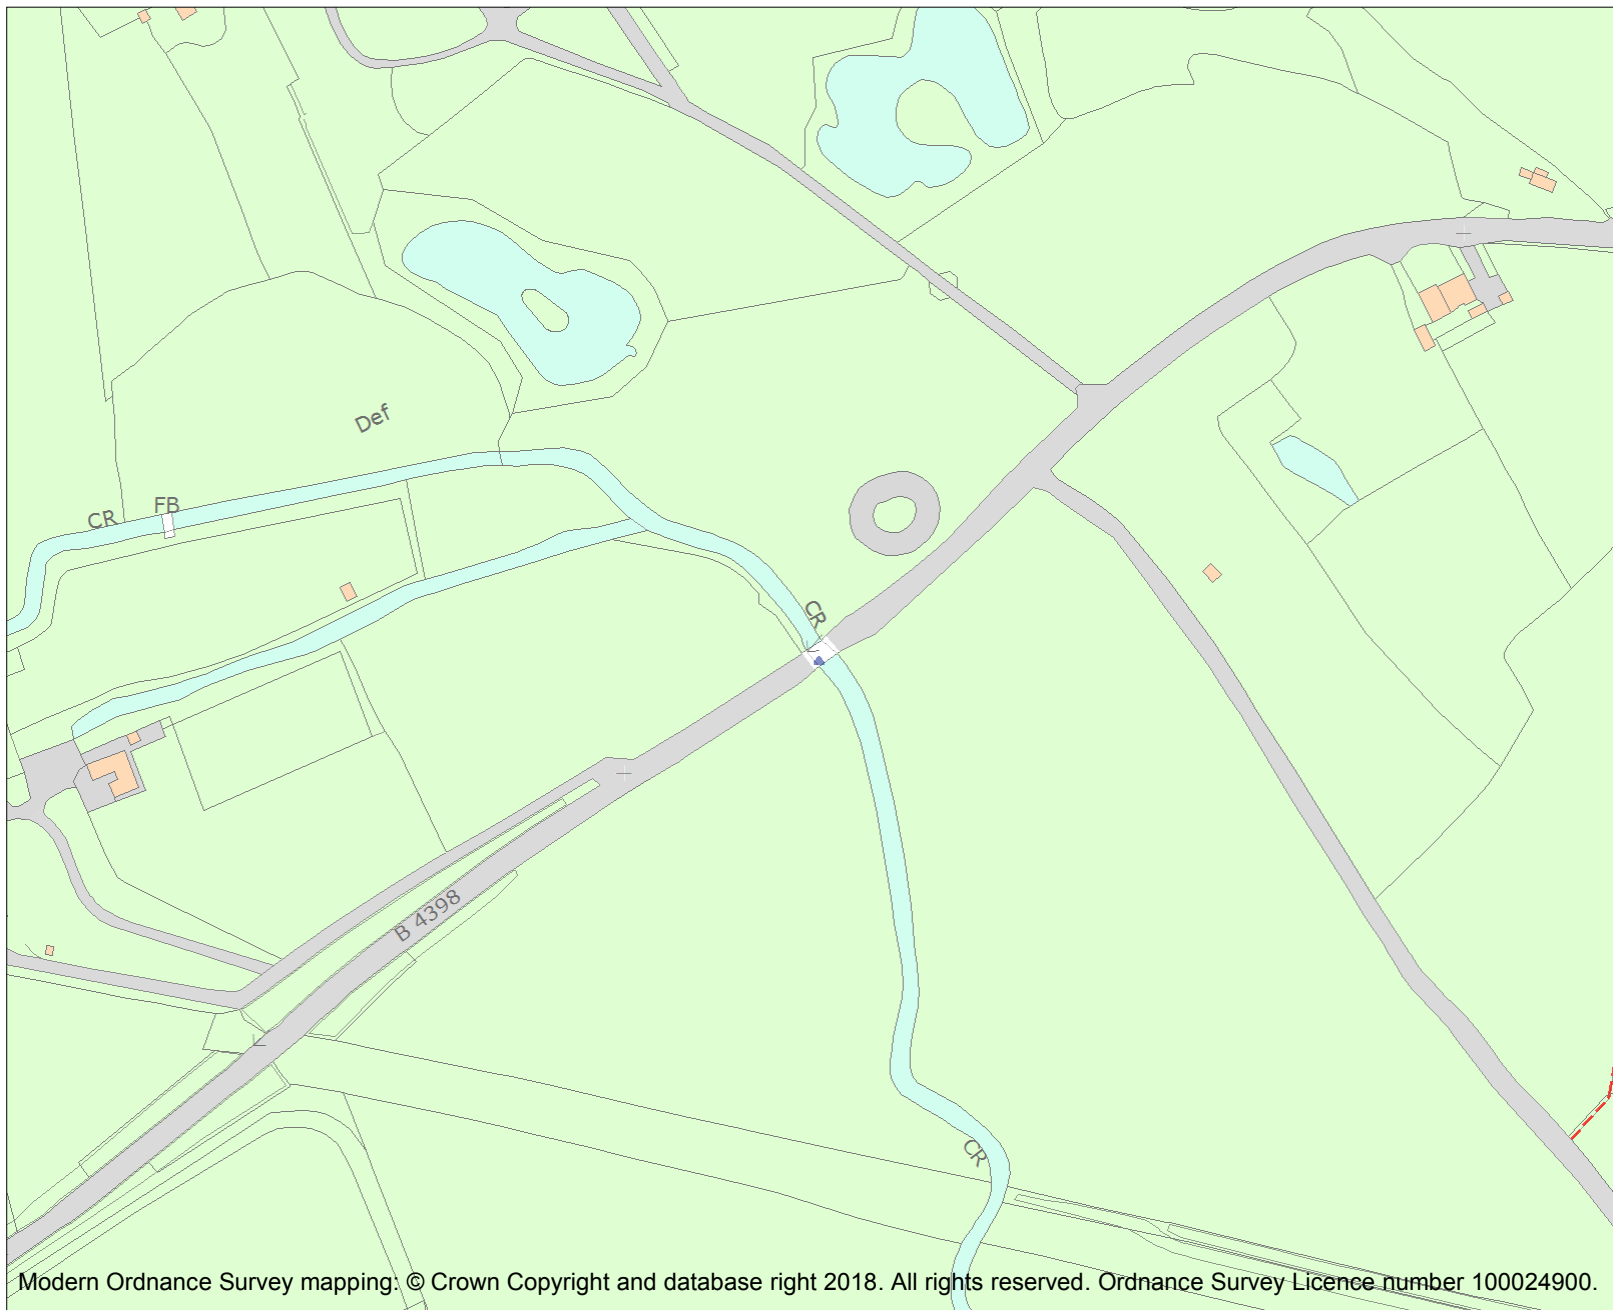 Def
FB
CR
CR
B 4398
CR
Modern Ordnance Survey mapping: © Crown Copyright and database right 2018. All rights reserved. Ordnance Survey Licence number 100024900.